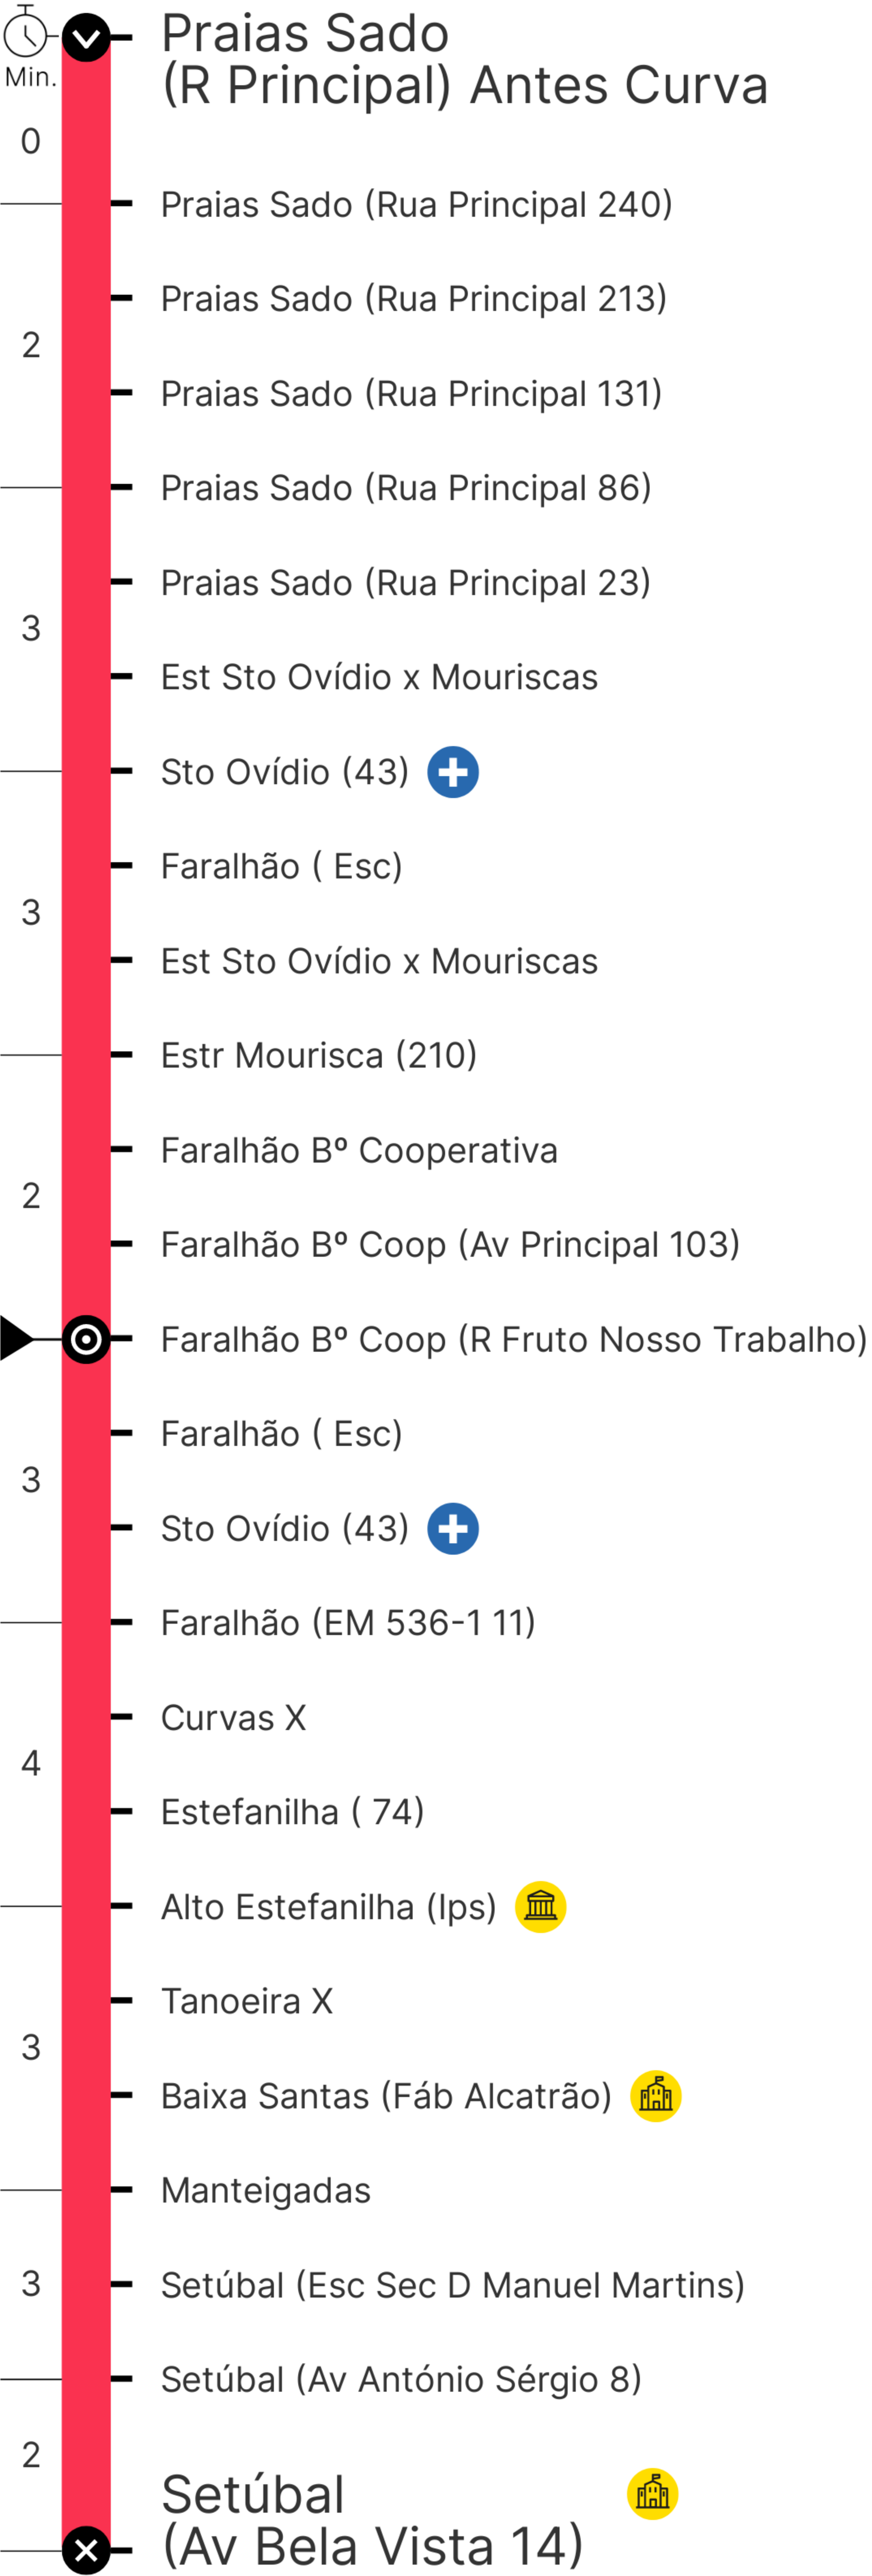 Praias Sado
(R Principal) Antes Curva
Min.
0
Praias Sado (Rua Principal 240)
Praias Sado (Rua Principal 213)
2
Praias Sado (Rua Principal 131)
Praias Sado (Rua Principal 86)
Praias Sado (Rua Principal 23)
3
Est Sto Ovídio x Mouriscas
Sto Ovídio (43)
Faralhão ( Esc)
3
Est Sto Ovídio x Mouriscas
Estr Mourisca (210)
Faralhão Bº Cooperativa
2
Faralhão Bº Coop (Av Principal 103)
Faralhão Bº Coop (R Fruto Nosso Trabalho)
Faralhão ( Esc)
3
Sto Ovídio (43)
Faralhão (EM 536-1 11)
Curvas X
4
Estefanilha ( 74)
Alto Estefanilha (Ips)
Tanoeira X
3
Baixa Santas (Fáb Alcatrão)
Manteigadas
3
Setúbal (Esc Sec D Manuel Martins)
Setúbal (Av António Sérgio 8)
2
Setúbal
(Av Bela Vista 14)